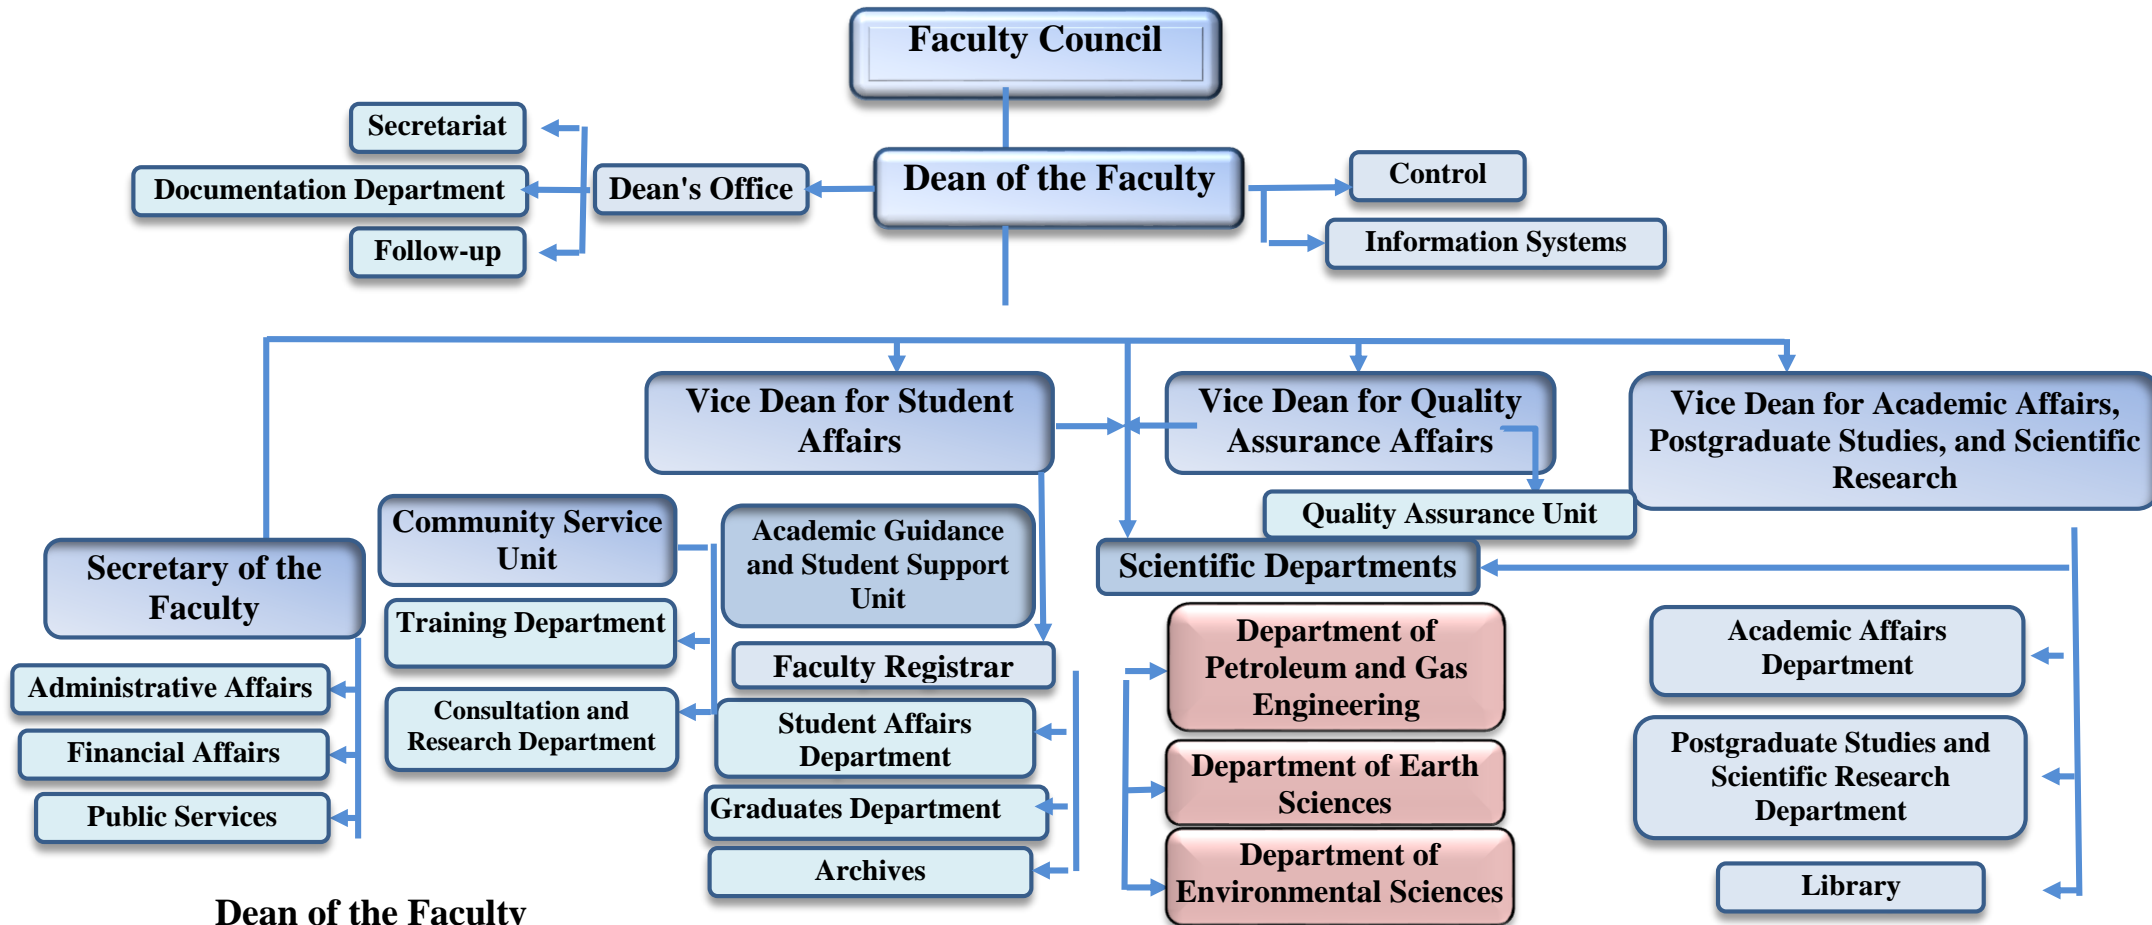 Faculty Council
Secretariat
Documentation Department
Follow-up
Dean's Office
Dean of the Faculty
Control
Information Systems
Vice Dean for Student
Affairs
Vice Dean for Quality
Assurance Affairs
Vice Dean for Academic Affairs,
Postgraduate Studies, and Scientific
Research
Quality Assurance Unit
Secretary of the
Faculty
Administrative Affairs
Financial Affairs
Public Services
Community Service
Unit
Training Department
Consultation and
Research Department
Academic Guidance
and Student Support
Unit
Faculty Registrar
Student Affairs
Department
Graduates Department
Archives
Scientific Departments
Department of
Petroleum and Gas
Engineering
Department of Earth
Sciences
Department of
Environmental Sciences
Academic Affairs
Department
Postgraduate Studies and
Scientific Research
Department
Library
Dean of the Faculty